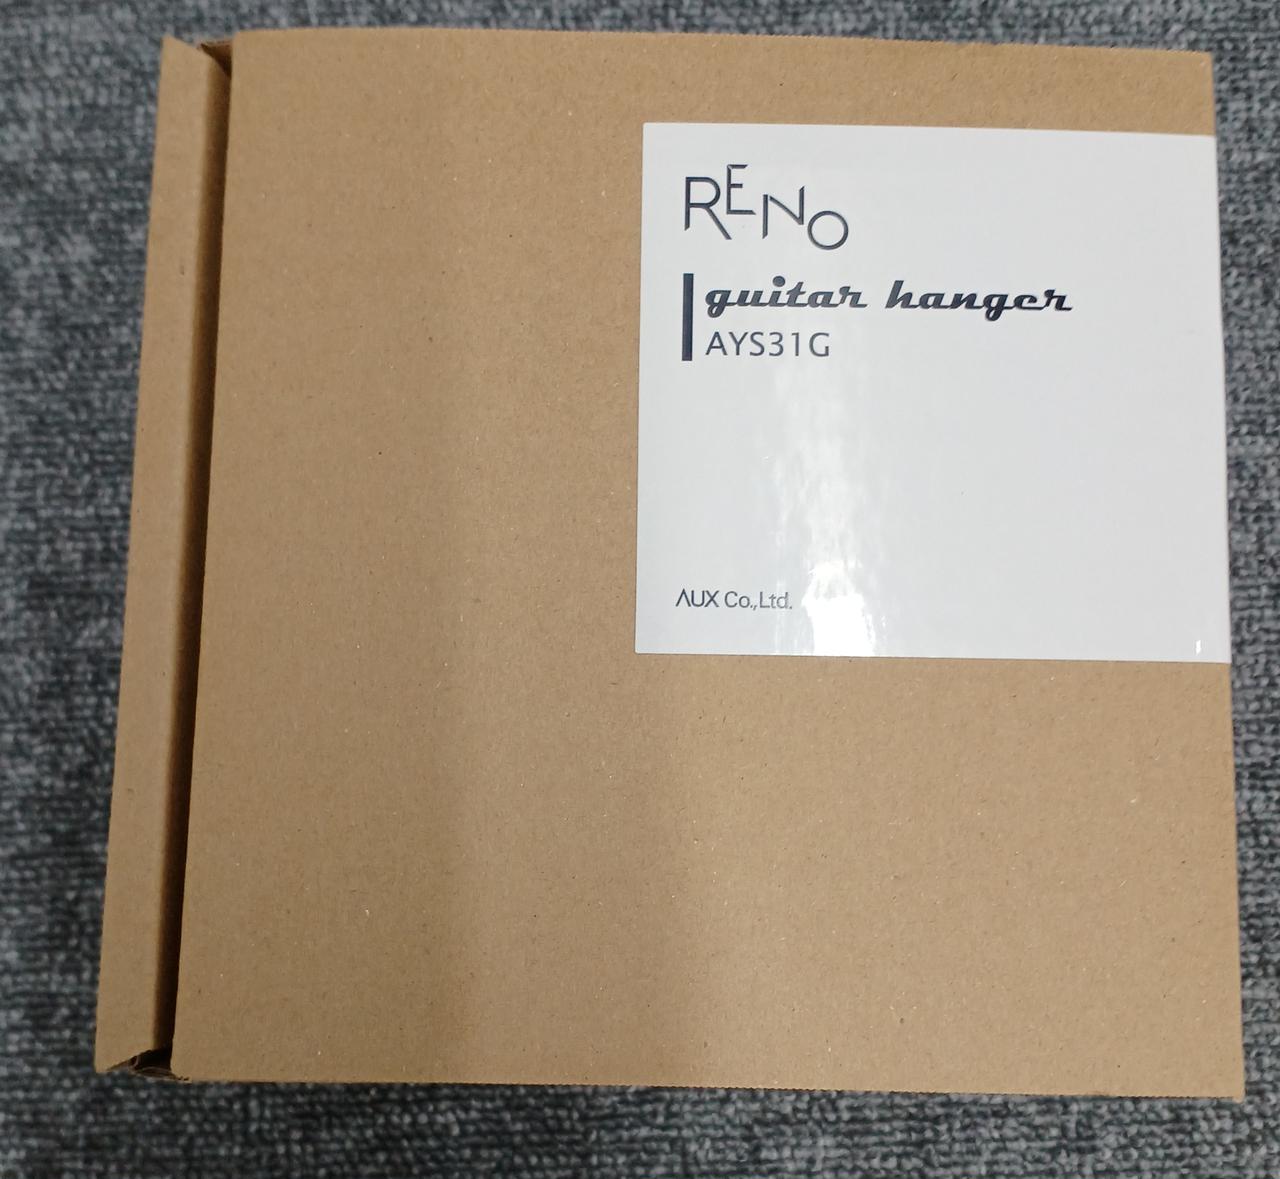 RENO
guitar hanger
AYS31G
AUX Co.,Ltd.